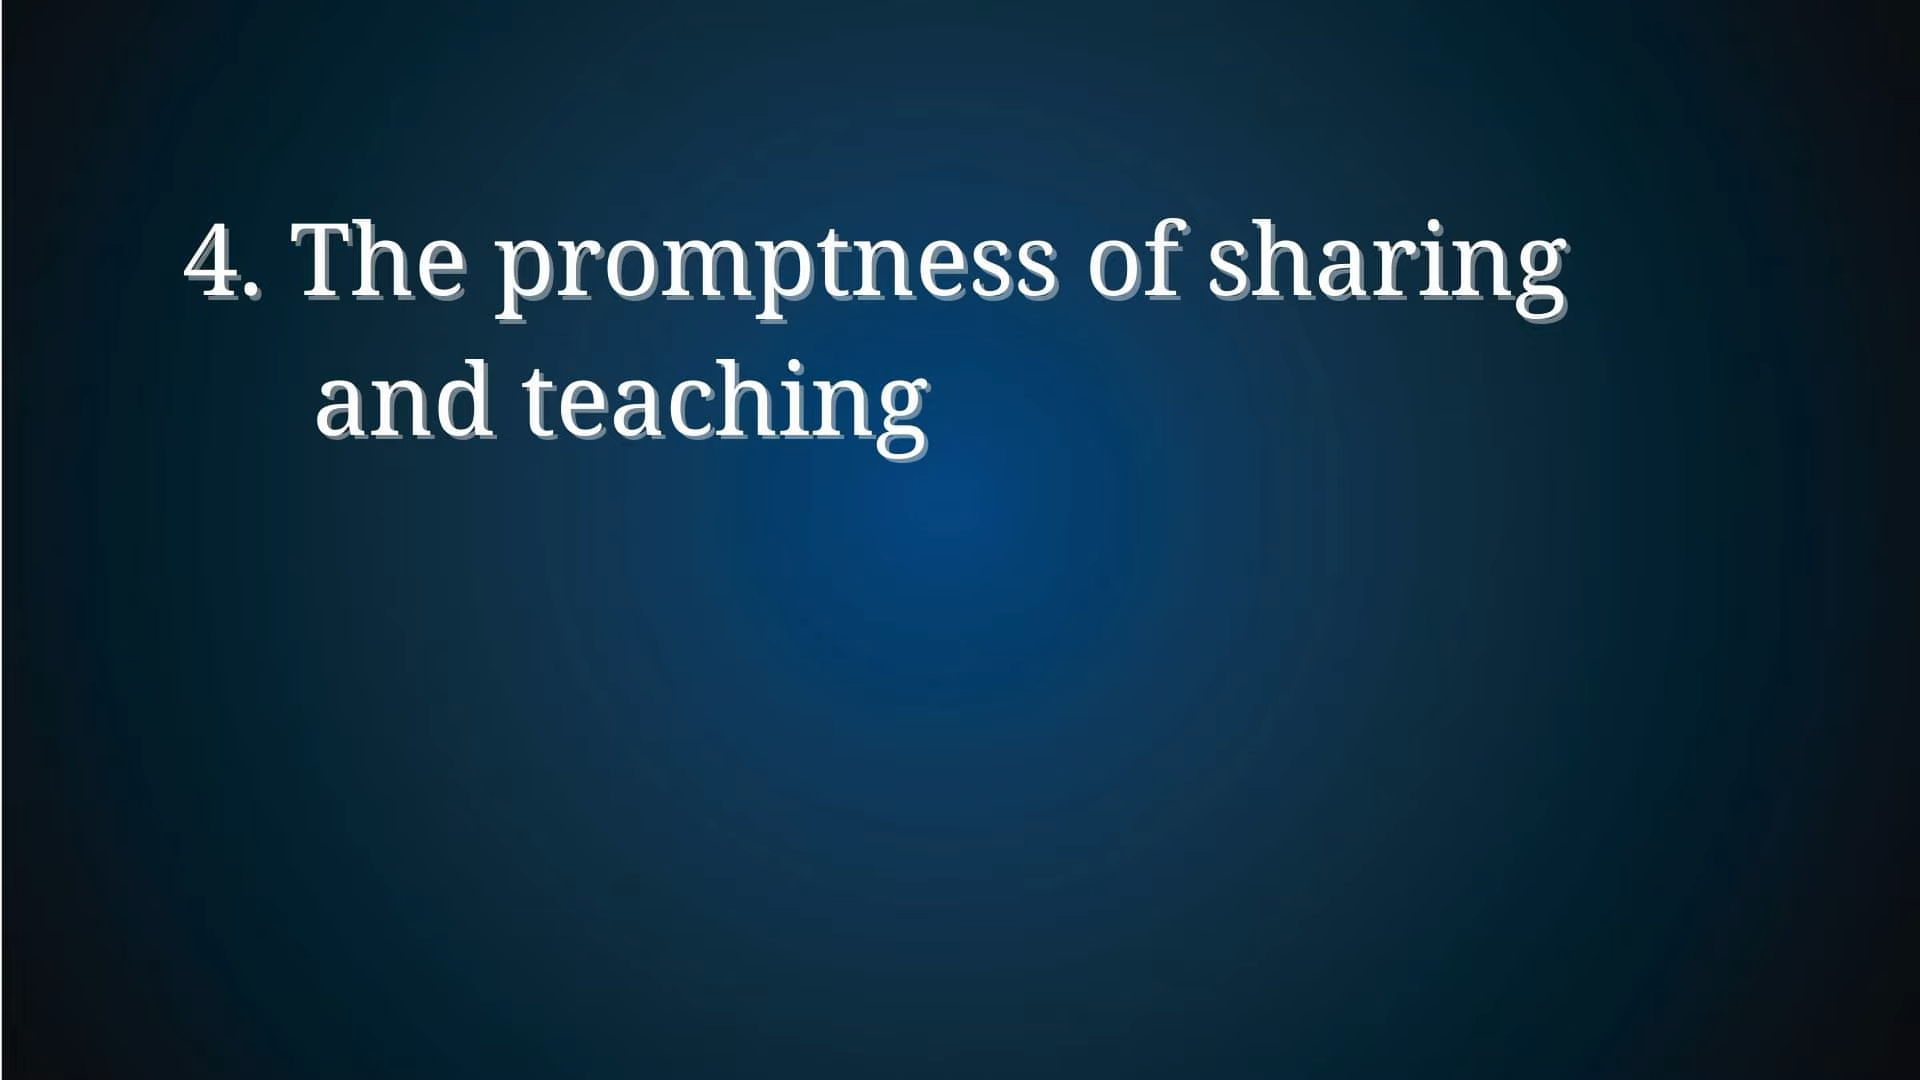 4. The promptness of sharing
and teaching